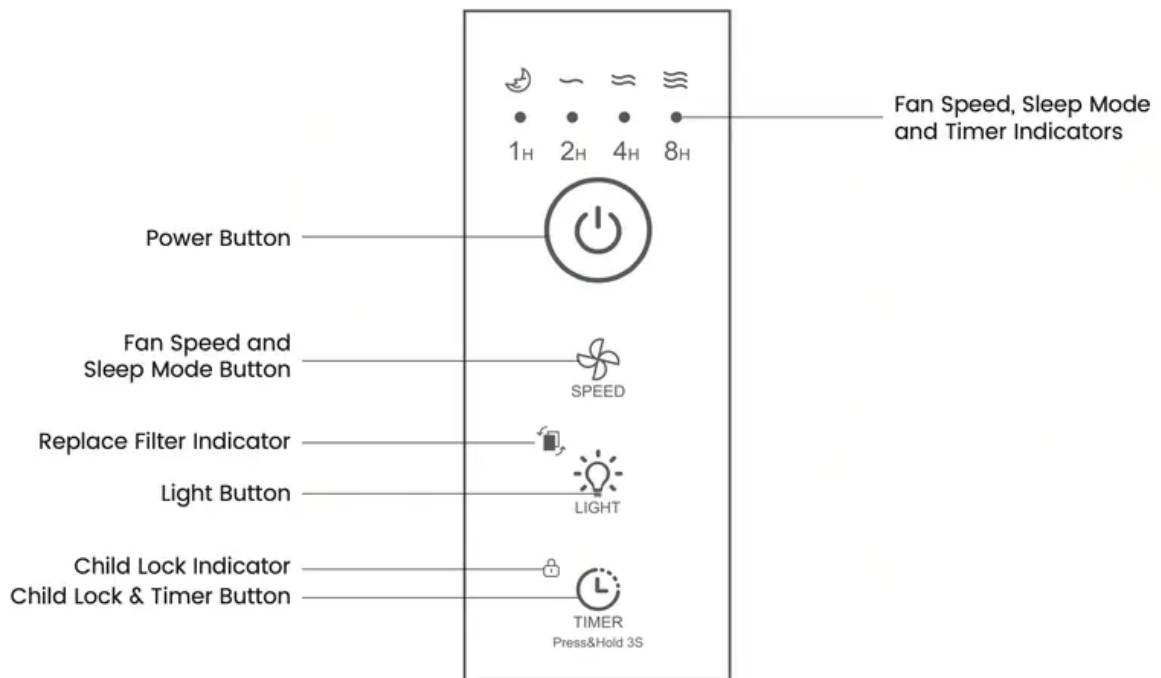 Fan Speed, Sleep Mode
and Timer Indicators
1H 2H 4H 8H
Power Button
Fan Speed and
Sleep Mode Button
SPEED
Replace Filter Indicator
Light Button
LIGHT
Child Lock Indicator
Child Lock & Timer Button
TIMER
Press&Hold 3S